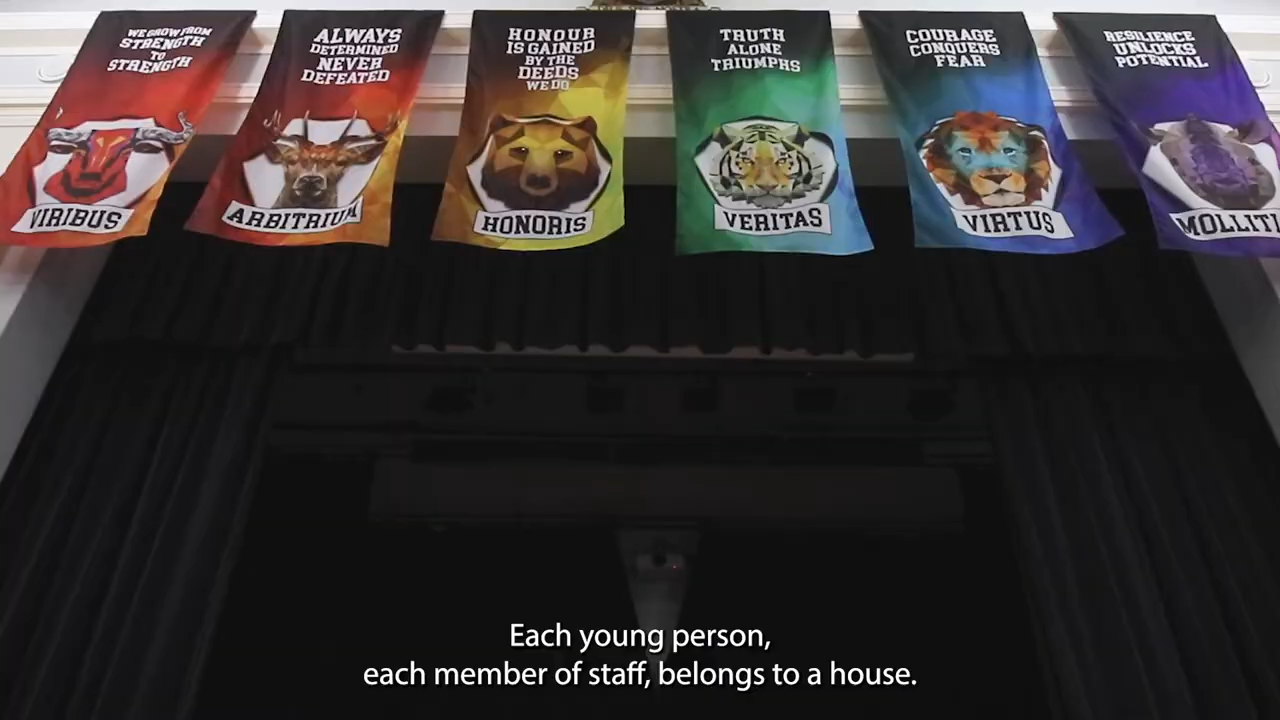 WE GROW FROM
STRENGTH
TO
STRENGTH
VIRIBUS
ALWAYS
DETERMINED
NEVER
DEFEATED
ARBITRIUM
HONOUR
IS GAINED
BY THE
DEEDS
WE DO
HONORIS
TRUTH
ALONE
TRIUMPHS
VERITAS
COURAGE
CONQUERS
FEAR
VIRTUS
RESILIENCE
UNLOCKS
POTENTIAL
MOLLITI
Each young person,
each member of staff, belongs to a house.